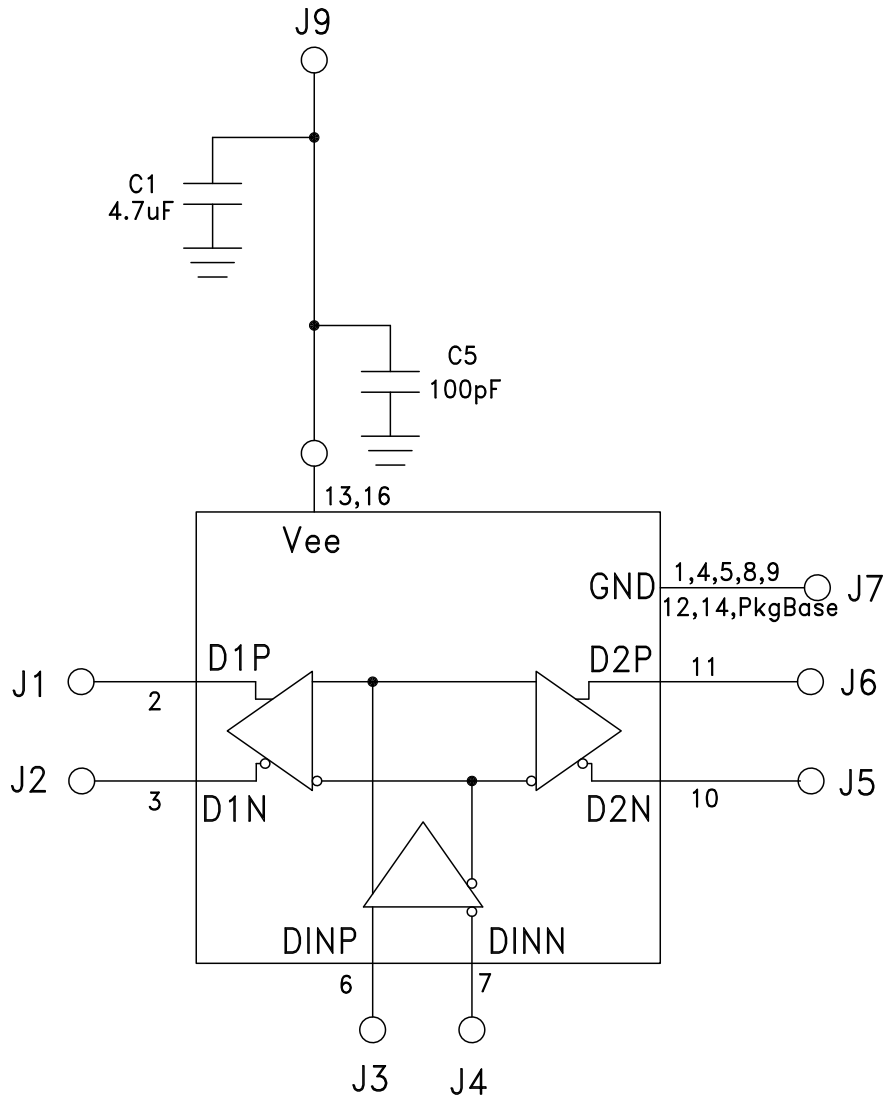 J9
C1
4.7uF
C5
100pF
13,16
Vee
GND
1,4,5,8,9
12,14,PkgBase
J7
J1
2
D1P
D2P
11
J6
J2
3
D1N
D2N
10
J5
DINP
DINN
6
7
J3
J4